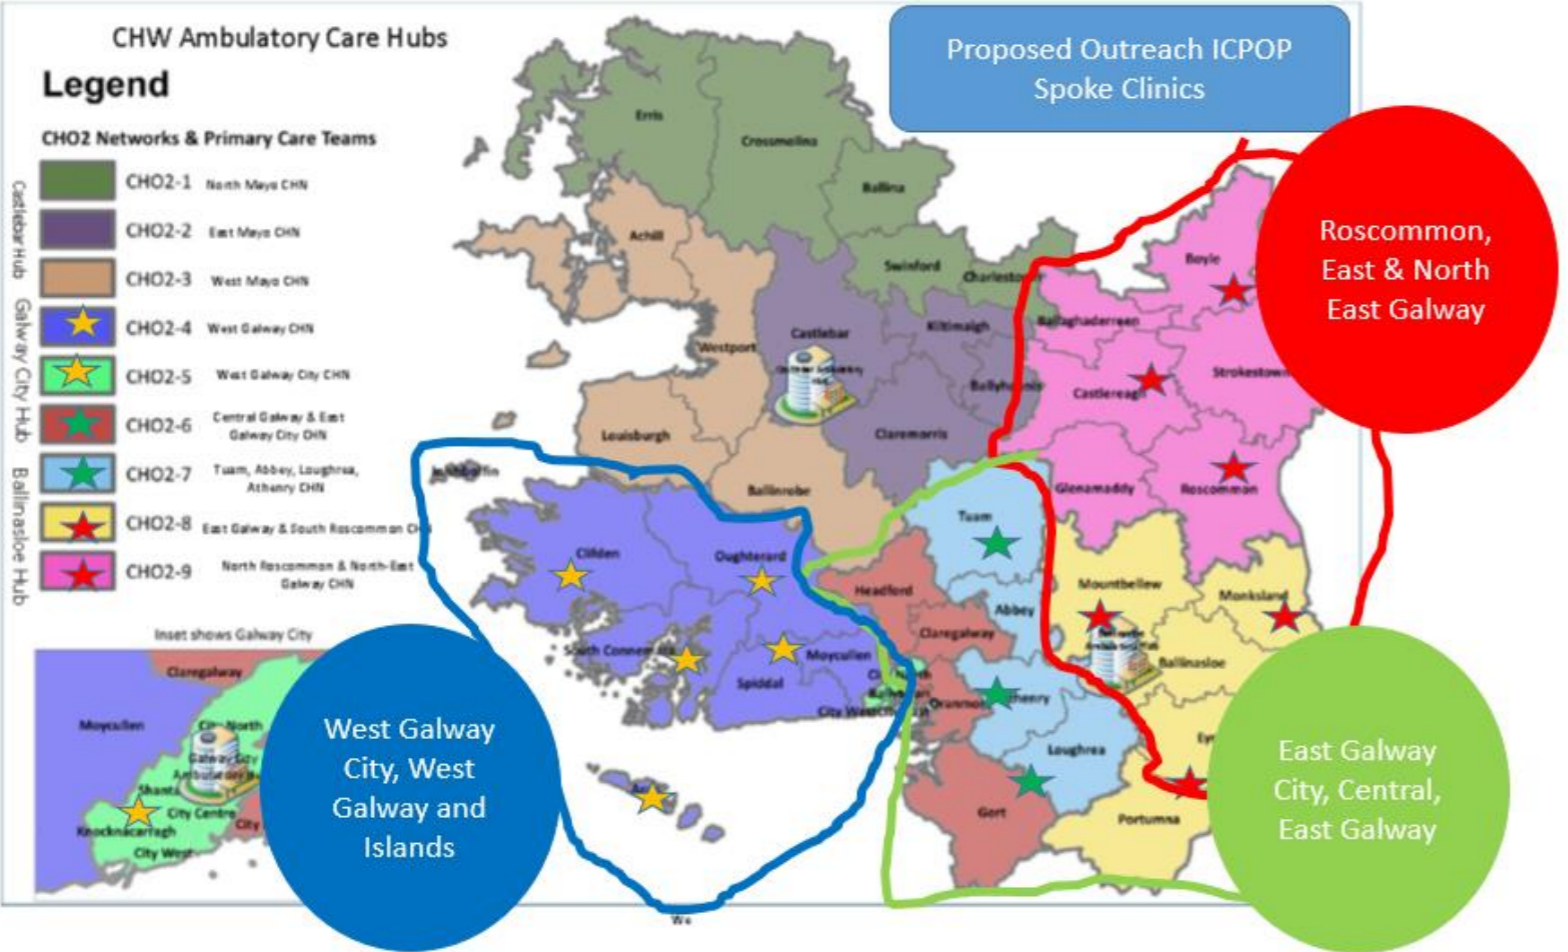 CHW Ambulatory Care Hubs
Legend
CHO2 Networks & Primary Care Teams
CHO2-1 North Mayo CHN
CHO2-2 East Mayo CHN
CHO2-3 West Mayo CHN
CHO2-4 West Galway CHN
CHO2-5 West Galway City CHN
CHO2-6 Central Galway & East
Galway City CHN
CHO2-7 Tuam, Abbey, Loughrea,
Athenry CHN
CHO2-8 East Galway & South Roscommon
CHO2-9 North Roscommon & North-East
Galway CHN
Castlebar Hub
Galway City Hub
Ballinasloe Hub
Proposed Outreach ICPOP
Spoke Clinics
Roscommon,
East & North
East Galway
Erris
Crossmolina
Ballina
Achill
Swinford
Castlebar
Kiltimagh
Westport
Claremorris
Louisburgh
Ballinrobe
Boyle
Ballaghaderreen
Strokestown
Castlereagh
Glenamaddy
Roscommon
Tuam
Clifden
Oughterard
Headford
Abbey
Mountbellew
Monksland
Claregalway
Ballinasloe
Moycullen
Spiddal
Loughrea
Gort
Portumna
Inset shows Galway City
Claregalway
Moycullen
City North
Galway City
City Centre
Knocknacarragh
City West
City
West Galway
City, West
Galway and
Islands
East Galway
City, Central,
East Galway
We